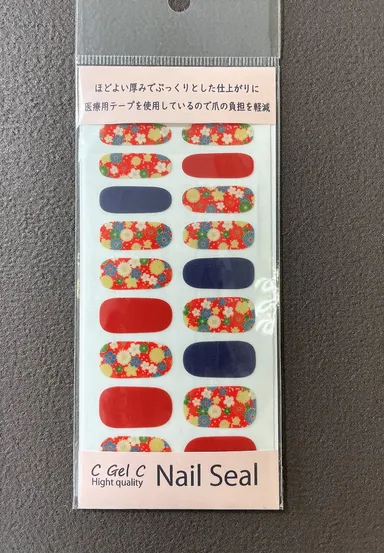 ほどよい厚みでぷっくりとした仕上がりに
医療用テープを使用しているので爪の負担を軽減
C Gel C
Hight quality
Nail Seal